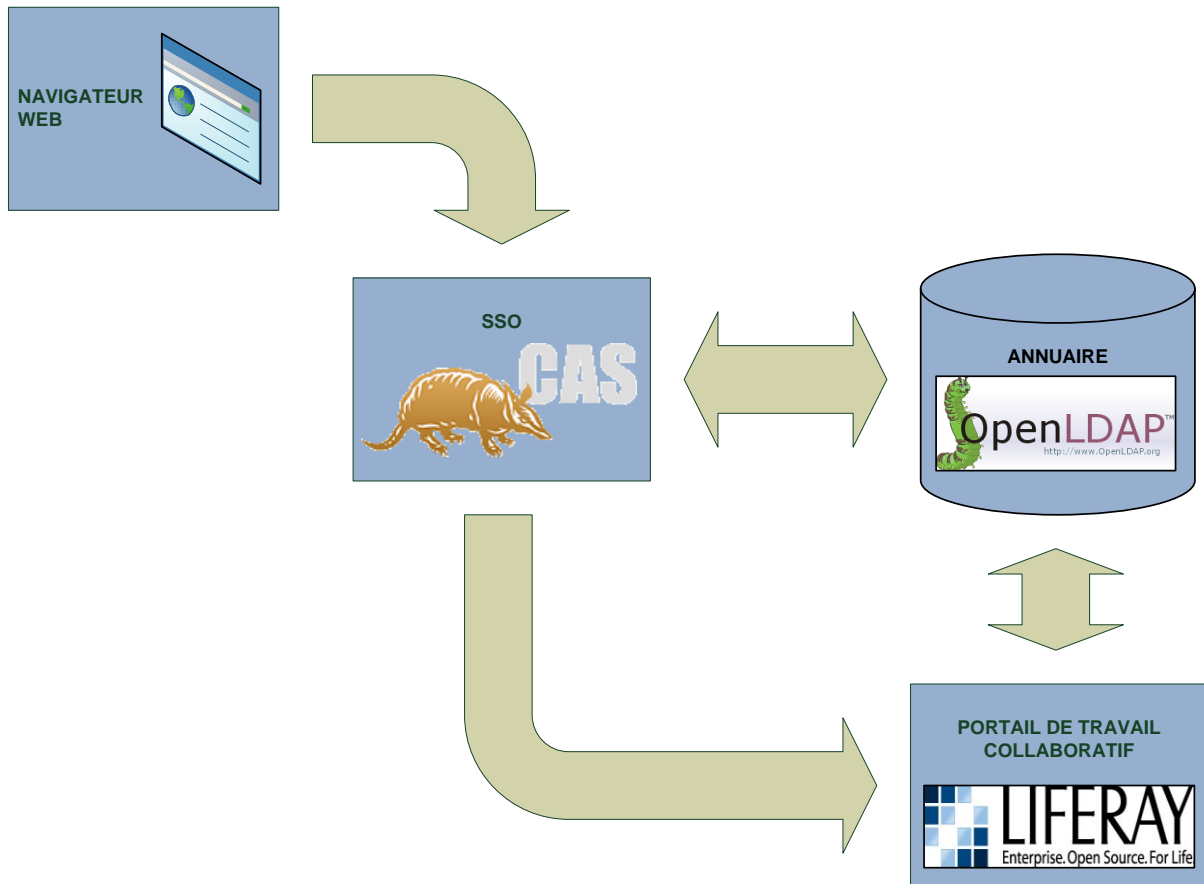 NAVIGATEUR
WEB
SSO
CAS
ANNUAIRE
OpenLDAP™
http://www.OpenLDAP.org
PORTAIL DE TRAVAIL
COLLABORATIF
LIFERAY
Enterprise. Open Source. For Life